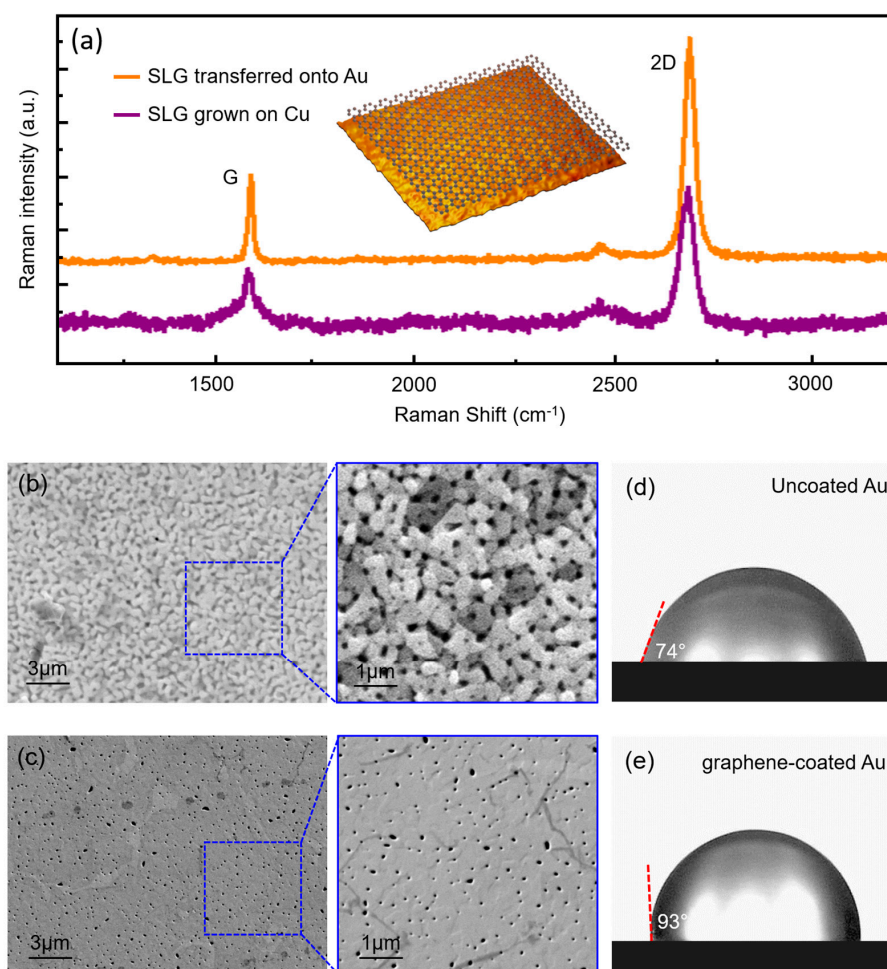 (a)
SLG transferred onto Au
SLG grown on Cu
G
2D
Raman intensity (a.u.)
1500
2000
2500
3000
Raman Shift (cm⁻¹)
(b)
3μm
1μm
(d)
Uncoated Au
74°
(c)
3μm
1μm
(e)
graphene-coated Au
93°